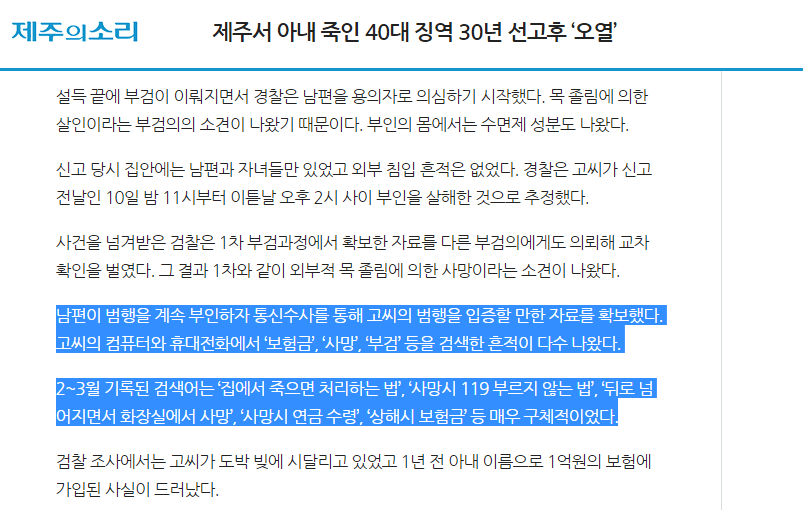 제주의소리
제주서 아내 죽인 40대 징역 30년 선고후 ‘오열’
설득 끝에 부검이 이뤄지면서 경찰은 남편을 용의자로 의심하기 시작했다. 목 졸림에 의한
살인이라는 부검의의 소견이 나왔기 때문이다. 부인의 몸에서는 수면제 성분도 나왔다.
신고 당시 집안에는 남편과 자녀들만 있었고 외부 침입 흔적은 없었다. 경찰은 고씨가 신고
전날인 10일 밤 11시부터 이튿날 오후 2시 사이 부인을 살해한 것으로 추정했다.
사건을 넘겨받은 검찰은 1차 부검과정에서 확보한 자료를 다른 부검의에게도 의뢰해 교차
확인을 벌였다. 그 결과 1차와 같이 외부적 목 졸림에 의한 사망이라는 소견이 나왔다.
남편이 범행을 계속 부인하자 통신수사를 통해 고씨의 범행을 입증할 만한 자료를 확보했다.
고씨의 컴퓨터와 휴대전화에서 ‘보험금’, ‘사망’, ‘부검’ 등을 검색한 흔적이 다수 나왔다.
2~3월 기록된 검색어는 ‘집에서 죽으면 처리하는 법’, ‘사망시 119 부르지 않는 법’, ‘뒤로 넘
어지면서 화장실에서 사망’, ‘사망시 연금 수령’, ‘상해시 보험금’ 등 매우 구체적이었다.
검찰 조사에서는 고씨가 도박 빚에 시달리고 있었고 1년 전 아내 이름으로 1억원의 보험에
가입된 사실이 드러났다.